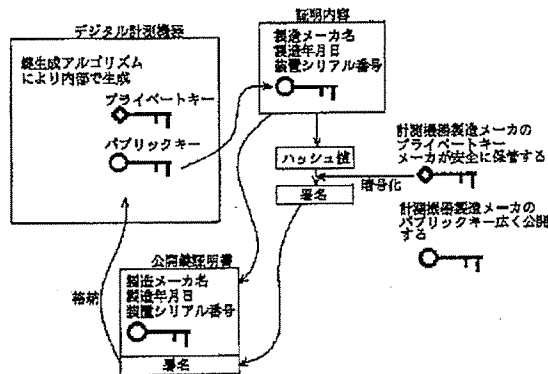 デジタル計測機器
鍵生成アルゴリズム
により内部で生成
プライベートキー
パブリックキー
証明内容
製造メーカ名
製造年月日
装置シリアル番号
ハッシュ値
暗号化
署名
計測機器製造メーカの
プライベートキー
メーカが安全に保管する
計測機器製造メーカの
パブリックキー広く公開
する
公開鍵証明書
製造メーカ名
製造年月日
装置シリアル番号
署名
格納